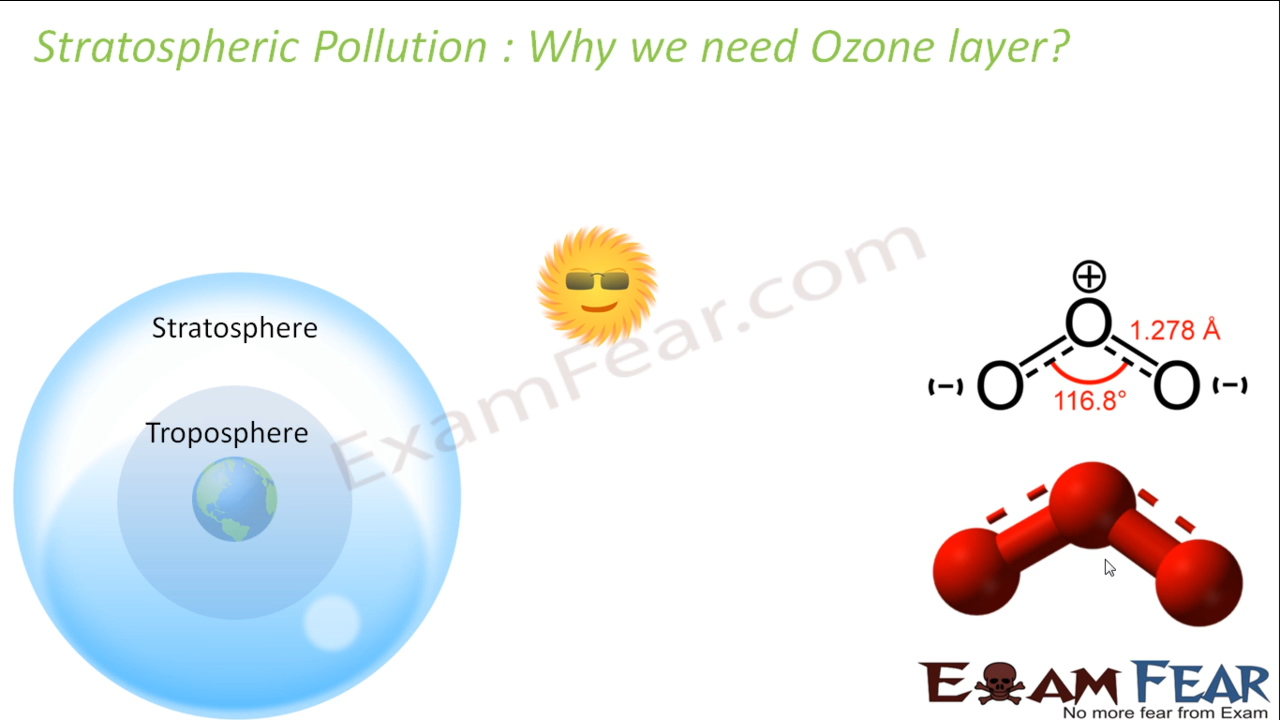 Stratospheric Pollution : Why we need Ozone layer?
Stratosphere
Troposphere
ExamFear.com
⊕
O
1.278 Å
(-) O O (-)
116.8°
EXAM FEAR
No more fear from Exam